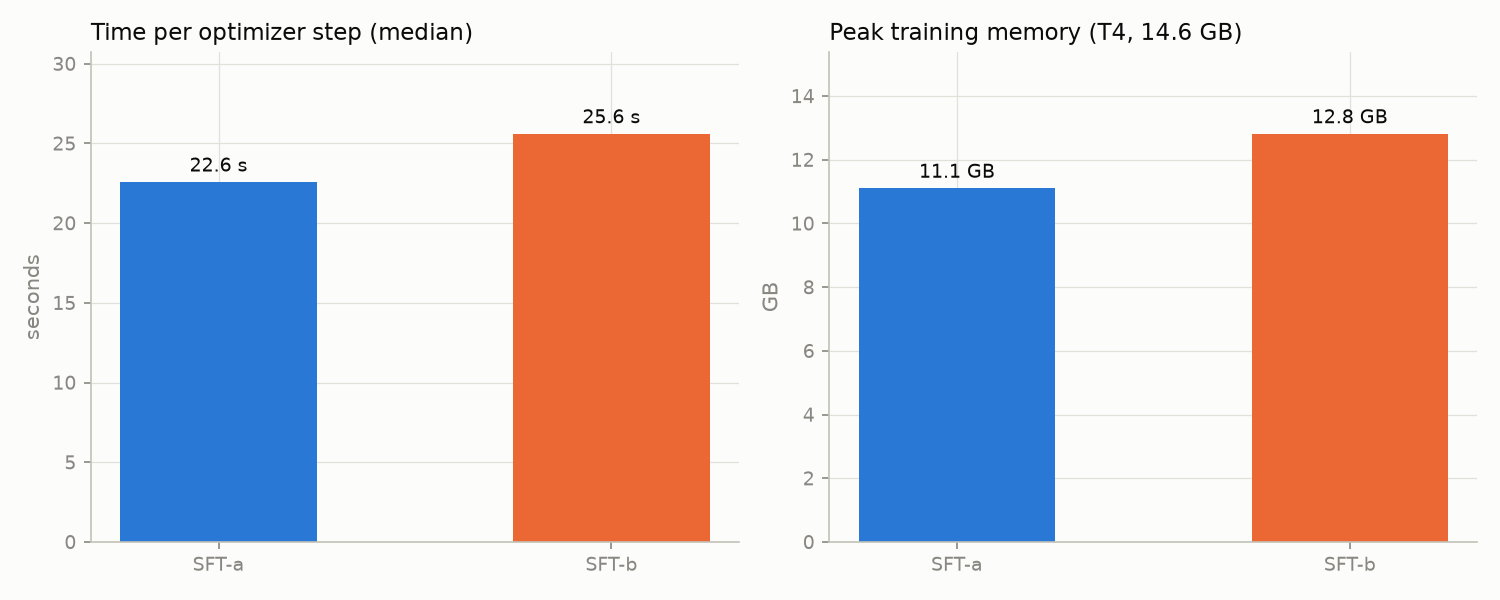 Time per optimizer step (median)
30
25
20
15
10
5
0
seconds
22.6 s
25.6 s
SFT-a
SFT-b
Peak training memory (T4, 14.6 GB)
14
12
10
8
6
4
2
0
GB
11.1 GB
12.8 GB
SFT-a
SFT-b